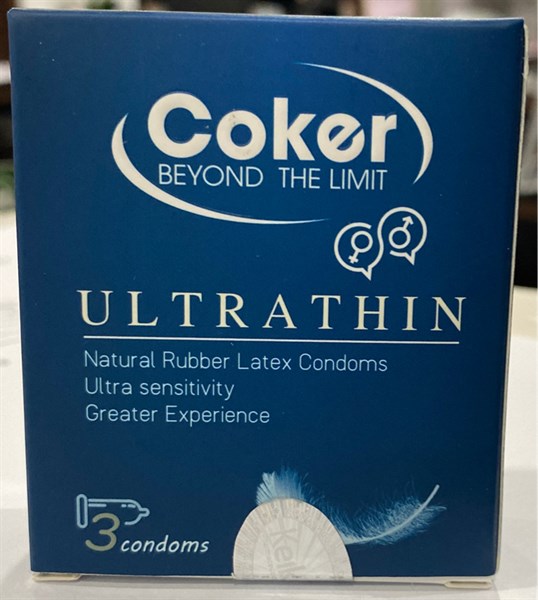 Coker
BEYOND THE LIMIT
ULTRATHIN
Natural Rubber Latex Condoms
Ultra sensitivity
Greater Experience
3 condoms